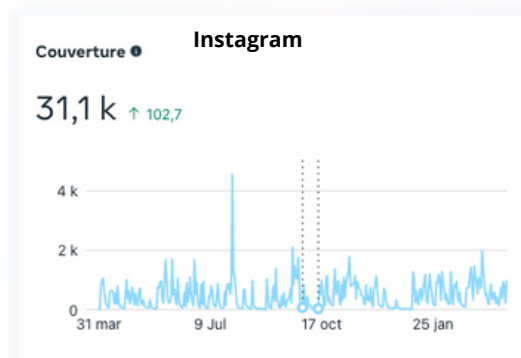 Instagram
Couverture
31,1 k ↑ 102,7
4 k
2 k
0
31 mar 9 Jul 17 oct 25 jan